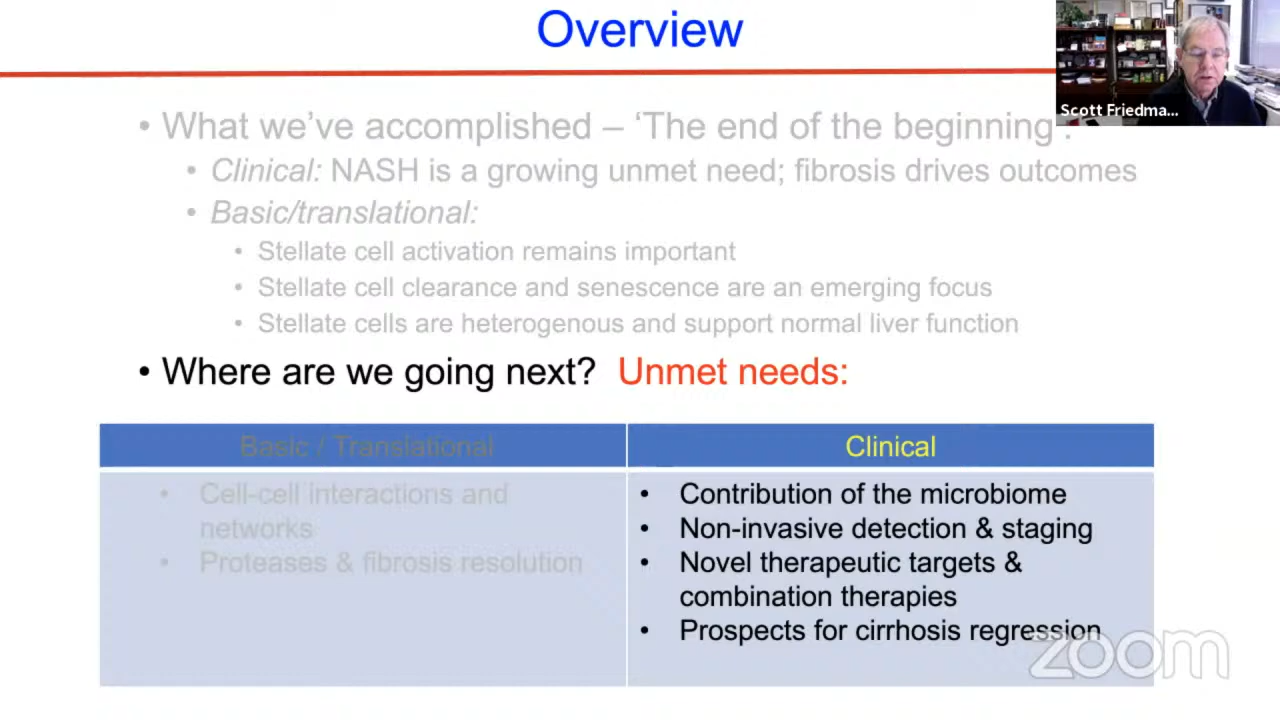 Overview
Scott Friedma...
• What we've accomplished – 'The end of the beginning'.
• Clinical: NASH is a growing unmet need; fibrosis drives outcomes
• Basic/translational:
• Stellate cell activation remains important
• Stellate cell clearance and senescence are an emerging focus
• Stellate cells are heterogenous and support normal liver function
• Where are we going next? Unmet needs:
Basic / Translational
• Cell-cell interactions and
networks
• Proteases & fibrosis resolution
Clinical
• Contribution of the microbiome
• Non-invasive detection & staging
• Novel therapeutic targets &
combination therapies
• Prospects for cirrhosis regression
zoom